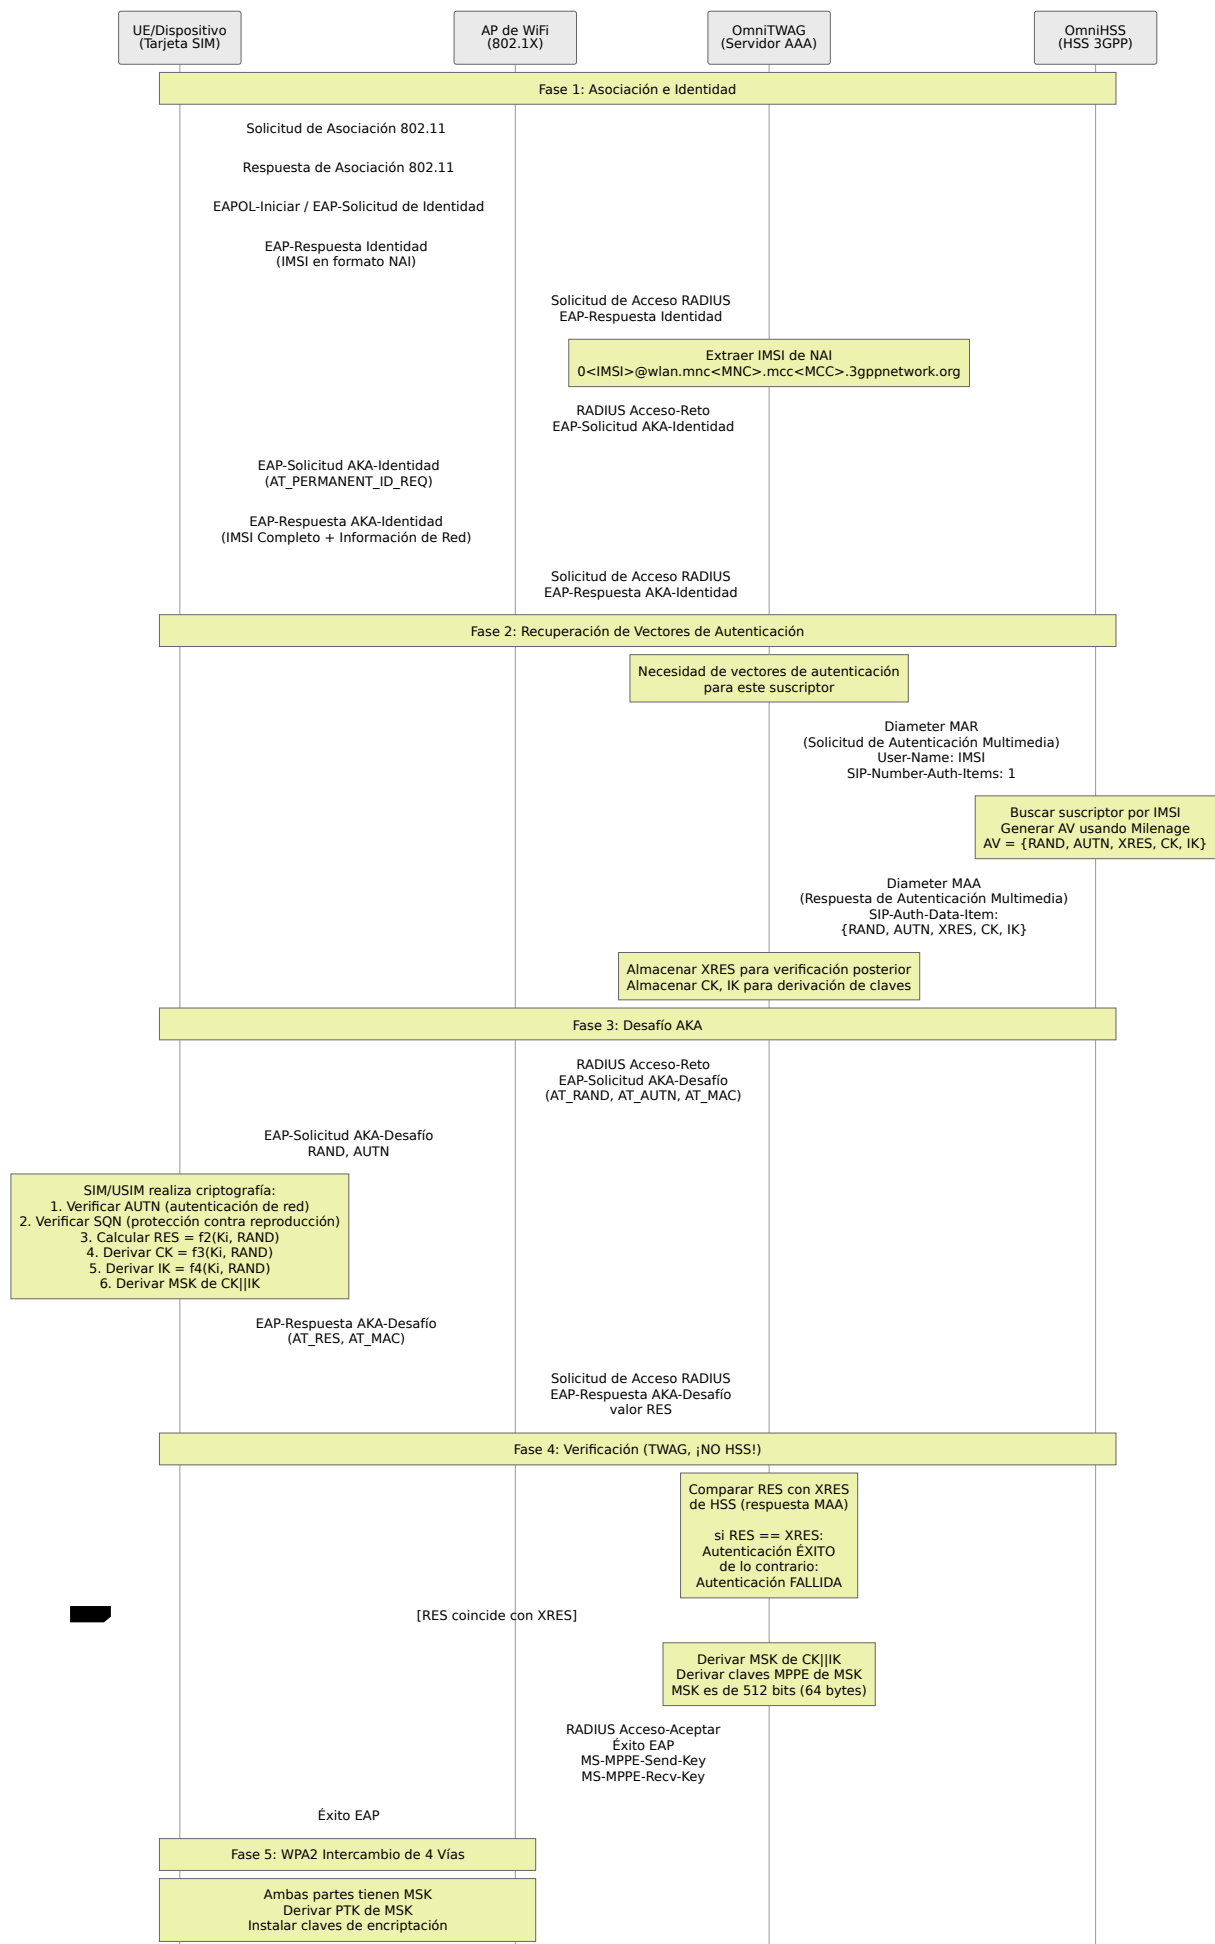 UE/Dispositivo
(Tarjeta SIM)
AP de WiFi
(802.1X)
OmniTWAG
(Servidor AAA)
OmniHSS
(HSS 3GPP)
Fase 1: Asociación e Identidad
Solicitud de Asociación 802.11
Respuesta de Asociación 802.11
EAPOL-Iniciar / EAP-Solicitud de Identidad
EAP-Respuesta Identidad
(IMSI en formato NAI)
Solicitud de Acceso RADIUS
EAP-Respuesta Identidad
Extraer IMSI de NAI
0<IMSI>@wlan.mnc<MNC>.mcc<MCC>.3gppnetwork.org
RADIUS Acceso-Reto
EAP-Solicitud AKA-Identidad
EAP-Solicitud AKA-Identidad
(AT_PERMANENT_ID_REQ)
EAP-Respuesta AKA-Identidad
(IMSI Completo + Información de Red)
Solicitud de Acceso RADIUS
EAP-Respuesta AKA-Identidad
Fase 2: Recuperación de Vectores de Autenticación
Necesidad de vectores de autenticación
para este suscriptor
Diameter MAR
(Solicitud de Autenticación Multimedia)
User-Name: IMSI
SIP-Number-Auth-Items: 1
Buscar suscriptor por IMSI
Generar AV usando Milenage
AV = {RAND, AUTN, XRES, CK, IK}
Diameter MAA
(Respuesta de Autenticación Multimedia)
SIP-Auth-Data-Item:
{RAND, AUTN, XRES, CK, IK}
Almacenar XRES para verificación posterior
Almacenar CK, IK para derivación de claves
Fase 3: Desafío AKA
RADIUS Acceso-Reto
EAP-Solicitud AKA-Desafío
(AT_RAND, AT_AUTN, AT_MAC)
EAP-Solicitud AKA-Desafío
RAND, AUTN
SIM/USIM realiza criptografía:
1. Verificar AUTN (autenticación de red)
2. Verificar SQN (protección contra reproducción)
3. Calcular RES = f2(Ki, RAND)
4. Derivar CK = f3(Ki, RAND)
5. Derivar IK = f4(Ki, RAND)
6. Derivar MSK de CK||IK
EAP-Respuesta AKA-Desafío
(AT_RES, AT_MAC)
Solicitud de Acceso RADIUS
EAP-Respuesta AKA-Desafío
valor RES
Fase 4: Verificación (TWAG, ¡NO HSS!)
Comparar RES con XRES
de HSS (respuesta MAA)
si RES == XRES:
Autenticación ÉXITO
de lo contrario:
Autenticación FALLIDA
[RES coincide con XRES]
Derivar MSK de CK||IK
Derivar claves MPPE de MSK
MSK es de 512 bits (64 bytes)
RADIUS Acceso-Aceptar
Éxito EAP
MS-MPPE-Send-Key
MS-MPPE-Recv-Key
Éxito EAP
Fase 5: WPA2 Intercambio de 4 Vías
Ambas partes tienen MSK
Derivar PTK de MSK
Instalar claves de encriptación